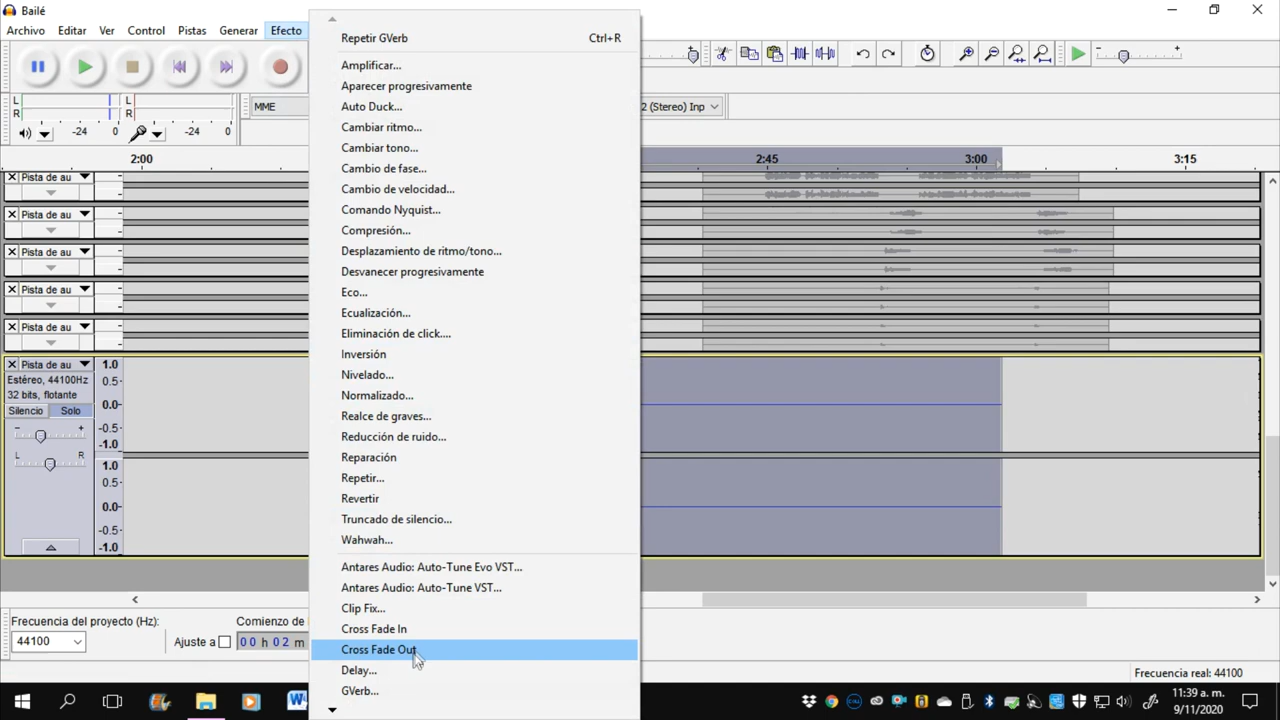 Bailé
Archivo Editar Ver Control Pistas Generar Efecto
Repetir GVerb Ctrl+R
Amplificar...
Aparecer progresivamente
Auto Duck...
Cambiar ritmo...
Cambiar tono...
Cambio de fase...
Cambio de velocidad...
Comando Nyquist...
Compresión...
Desplazamiento de ritmo/tono...
Desvanecer progresivamente
Eco...
Ecualización...
Eliminación de click....
Inversión
Nivelado...
Normalizado...
Realce de graves...
Reducción de ruido...
Reparación
Repetir...
Revertir
Truncado de silencio...
Wahwah...
Antares Audio: Auto-Tune Evo VST...
Antares Audio: Auto-Tune VST...
Clip Fix...
Cross Fade In
Cross Fade Out
Delay...
GVerb...
L L
R R
-24 0 -24 0
MME
2 (Stereo) Inp
2:00 2:45 3:00 3:15
Pista de au
Pista de au
Pista de au
Pista de au
Pista de au
Pista de au 1.0
Estéreo, 44100Hz 0.5
32 bits, flotante 0.0
Silencio Solo
- + -0.5
-1.0
L R 1.0
0.5
0.0
-0.5
-1.0
Frecuencia del proyecto (Hz): Comienzo de
44100 Ajuste a 00 h 02 m
Frecuencia real: 44100
11:39 a. m.
9/11/2020